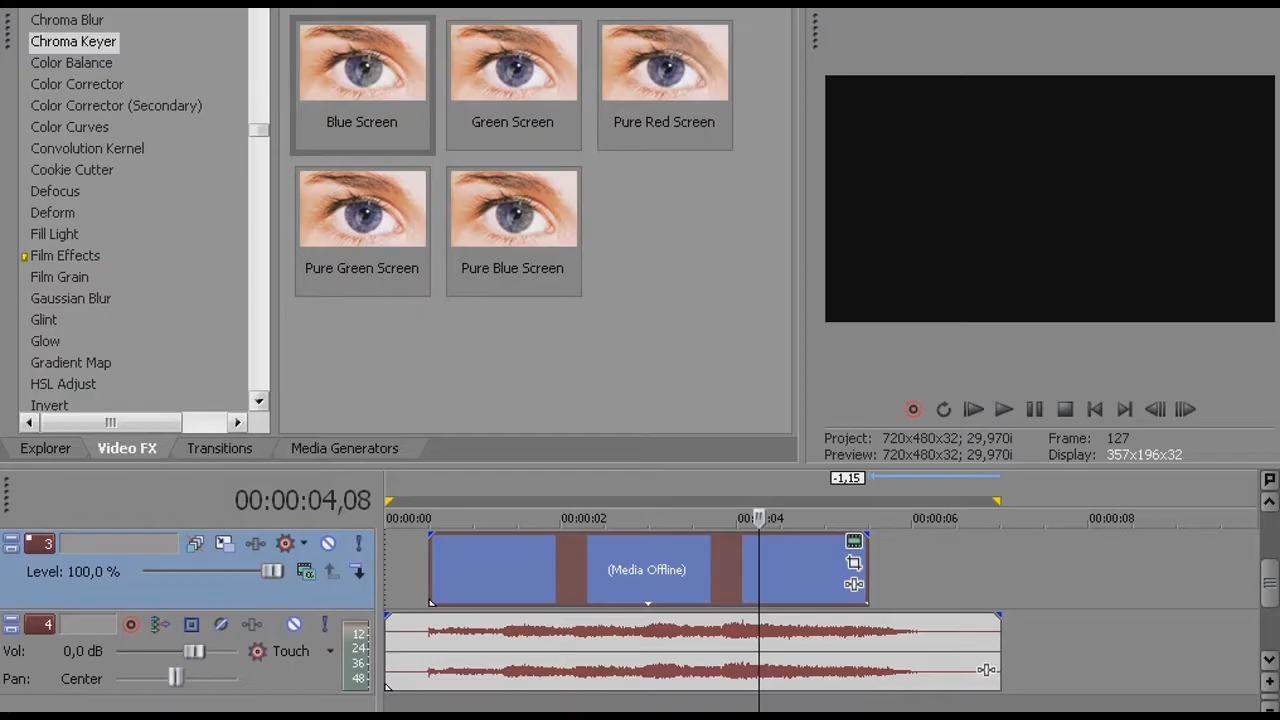 Chroma Blur
Chroma Keyer
Color Balance
Color Corrector
Color Corrector (Secondary)
Color Curves
Convolution Kernel
Cookie Cutter
Defocus
Deform
Fill Light
Film Effects
Film Grain
Gaussian Blur
Glint
Glow
Gradient Map
HSL Adjust
Invert
Blue Screen
Green Screen
Pure Red Screen
Pure Green Screen
Pure Blue Screen
Explorer
Video FX
Transitions
Media Generators
Project: 720x480x32; 29,970i
Frame: 127
Preview: 720x480x32; 29,970i
Display: 357x196x32
-1,15
00:00:04,08
00:00:00
00:00:02
00:00:04
00:00:06
00:00:08
3
Level: 100,0 %
(Media Offline)
4
Vol:
0,0 dB
Touch
Pan:
Center
12
24
36
48